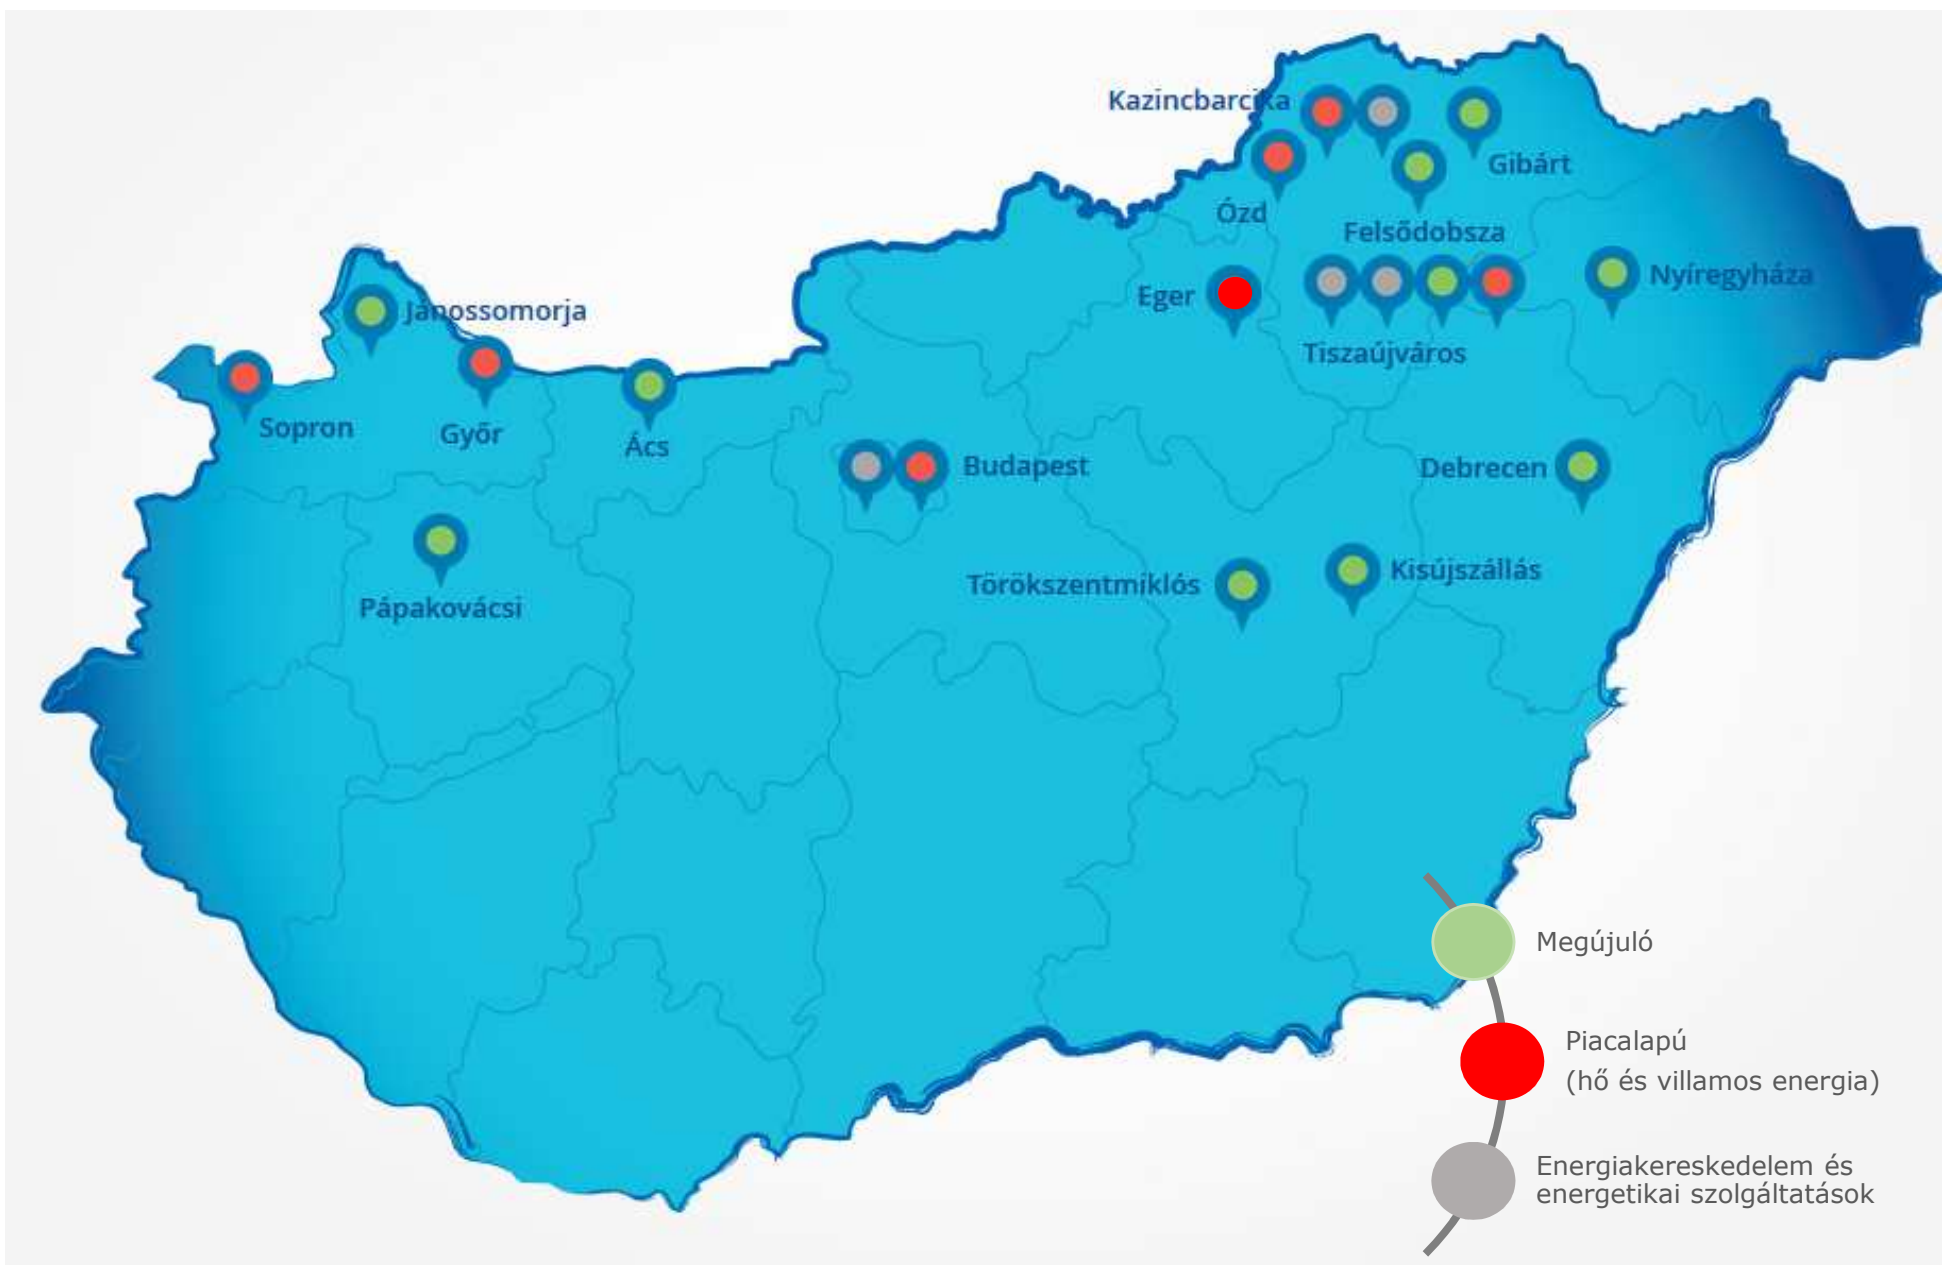 Kazincbarcika
Gibárt
Ózd
Felsődobsza
Nyíregyháza
Eger
Jánossomorja
Tiszaújváros
Sopron
Győr
Ács
Budapest
Debrecen
Kisújszállás
Törökszentmiklós
Pápakovácsi
Megújuló
Piacalapú
(hő és villamos energia)
Energiakereskedelem és
energetikai szolgáltatások